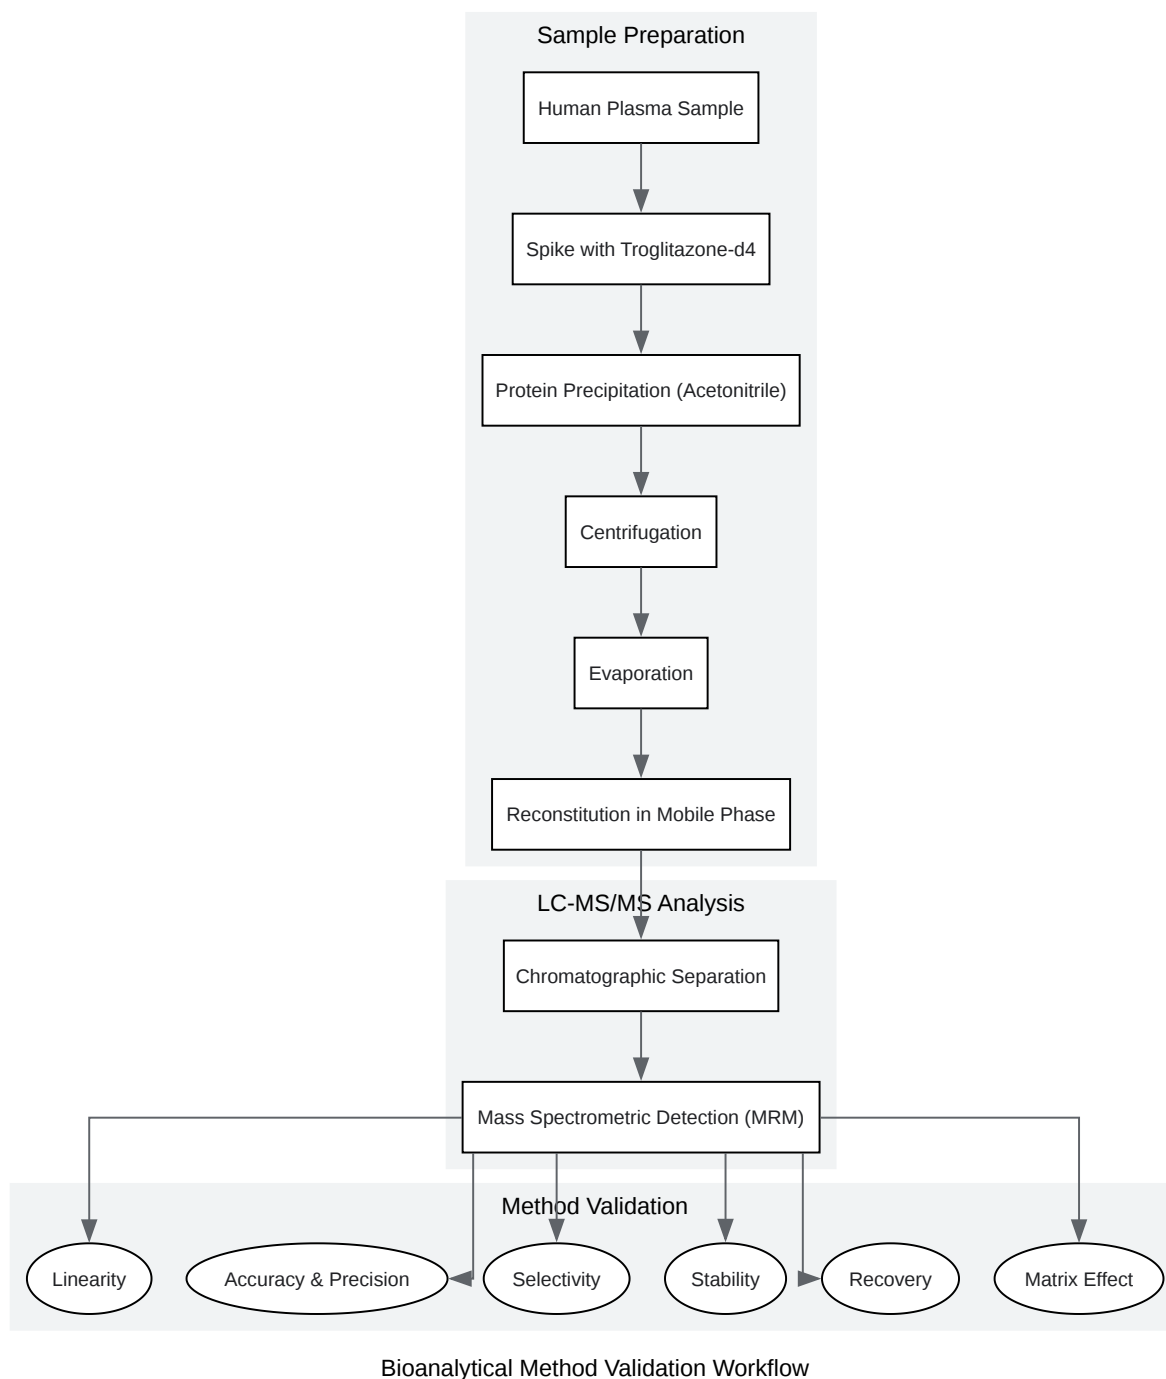 Sample Preparation
Human Plasma Sample
Spike with Troglitazone-d4
Protein Precipitation (Acetonitrile)
Centrifugation
Evaporation
Reconstitution in Mobile Phase
LC-MS/MS Analysis
Chromatographic Separation
Mass Spectrometric Detection (MRM)
Method Validation
Linearity
Accuracy & Precision
Selectivity
Stability
Recovery
Matrix Effect
Bioanalytical Method Validation Workflow